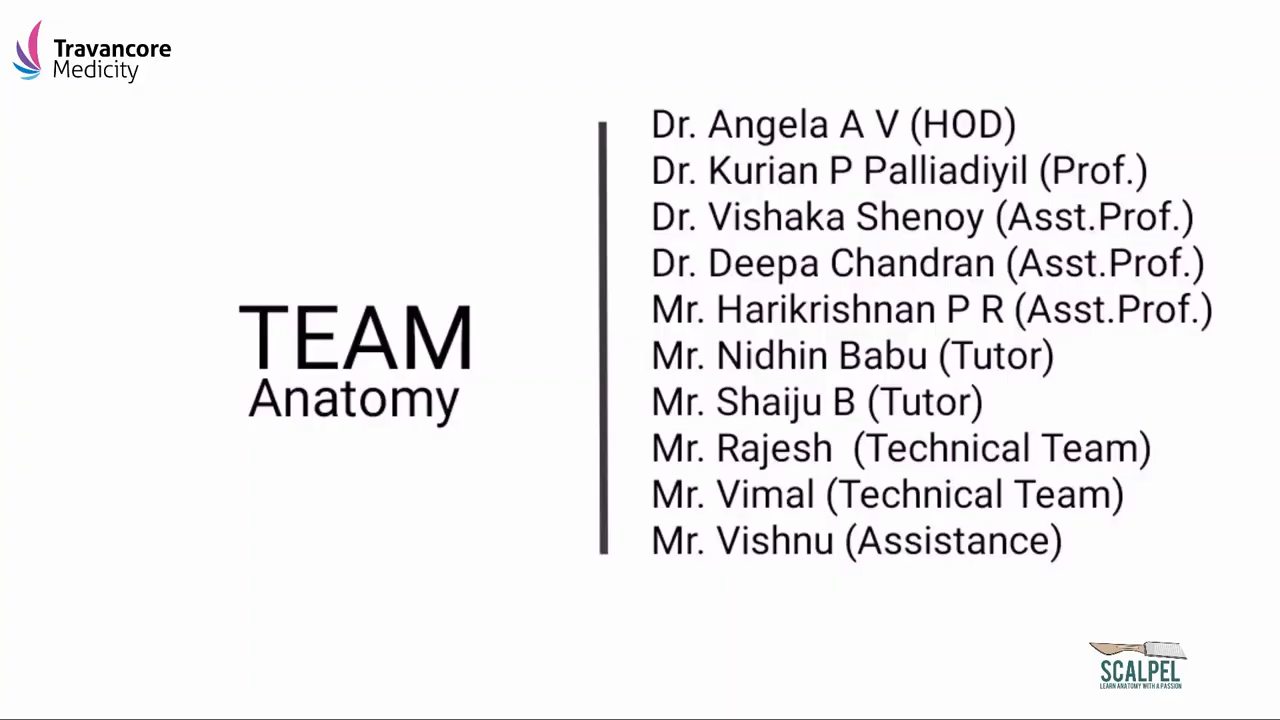 Travancore
Medicity
TEAM
Anatomy
Dr. Angela A V (HOD)
Dr. Kurian P Palliadiyil (Prof.)
Dr. Vishaka Shenoy (Asst.Prof.)
Dr. Deepa Chandran (Asst.Prof.)
Mr. Harikrishnan P R (Asst.Prof.)
Mr. Nidhin Babu (Tutor)
Mr. Shaiju B (Tutor)
Mr. Rajesh  (Technical Team)
Mr. Vimal (Technical Team)
Mr. Vishnu (Assistance)
SCALPEL
LEARN ANATOMY WITH A PASSION